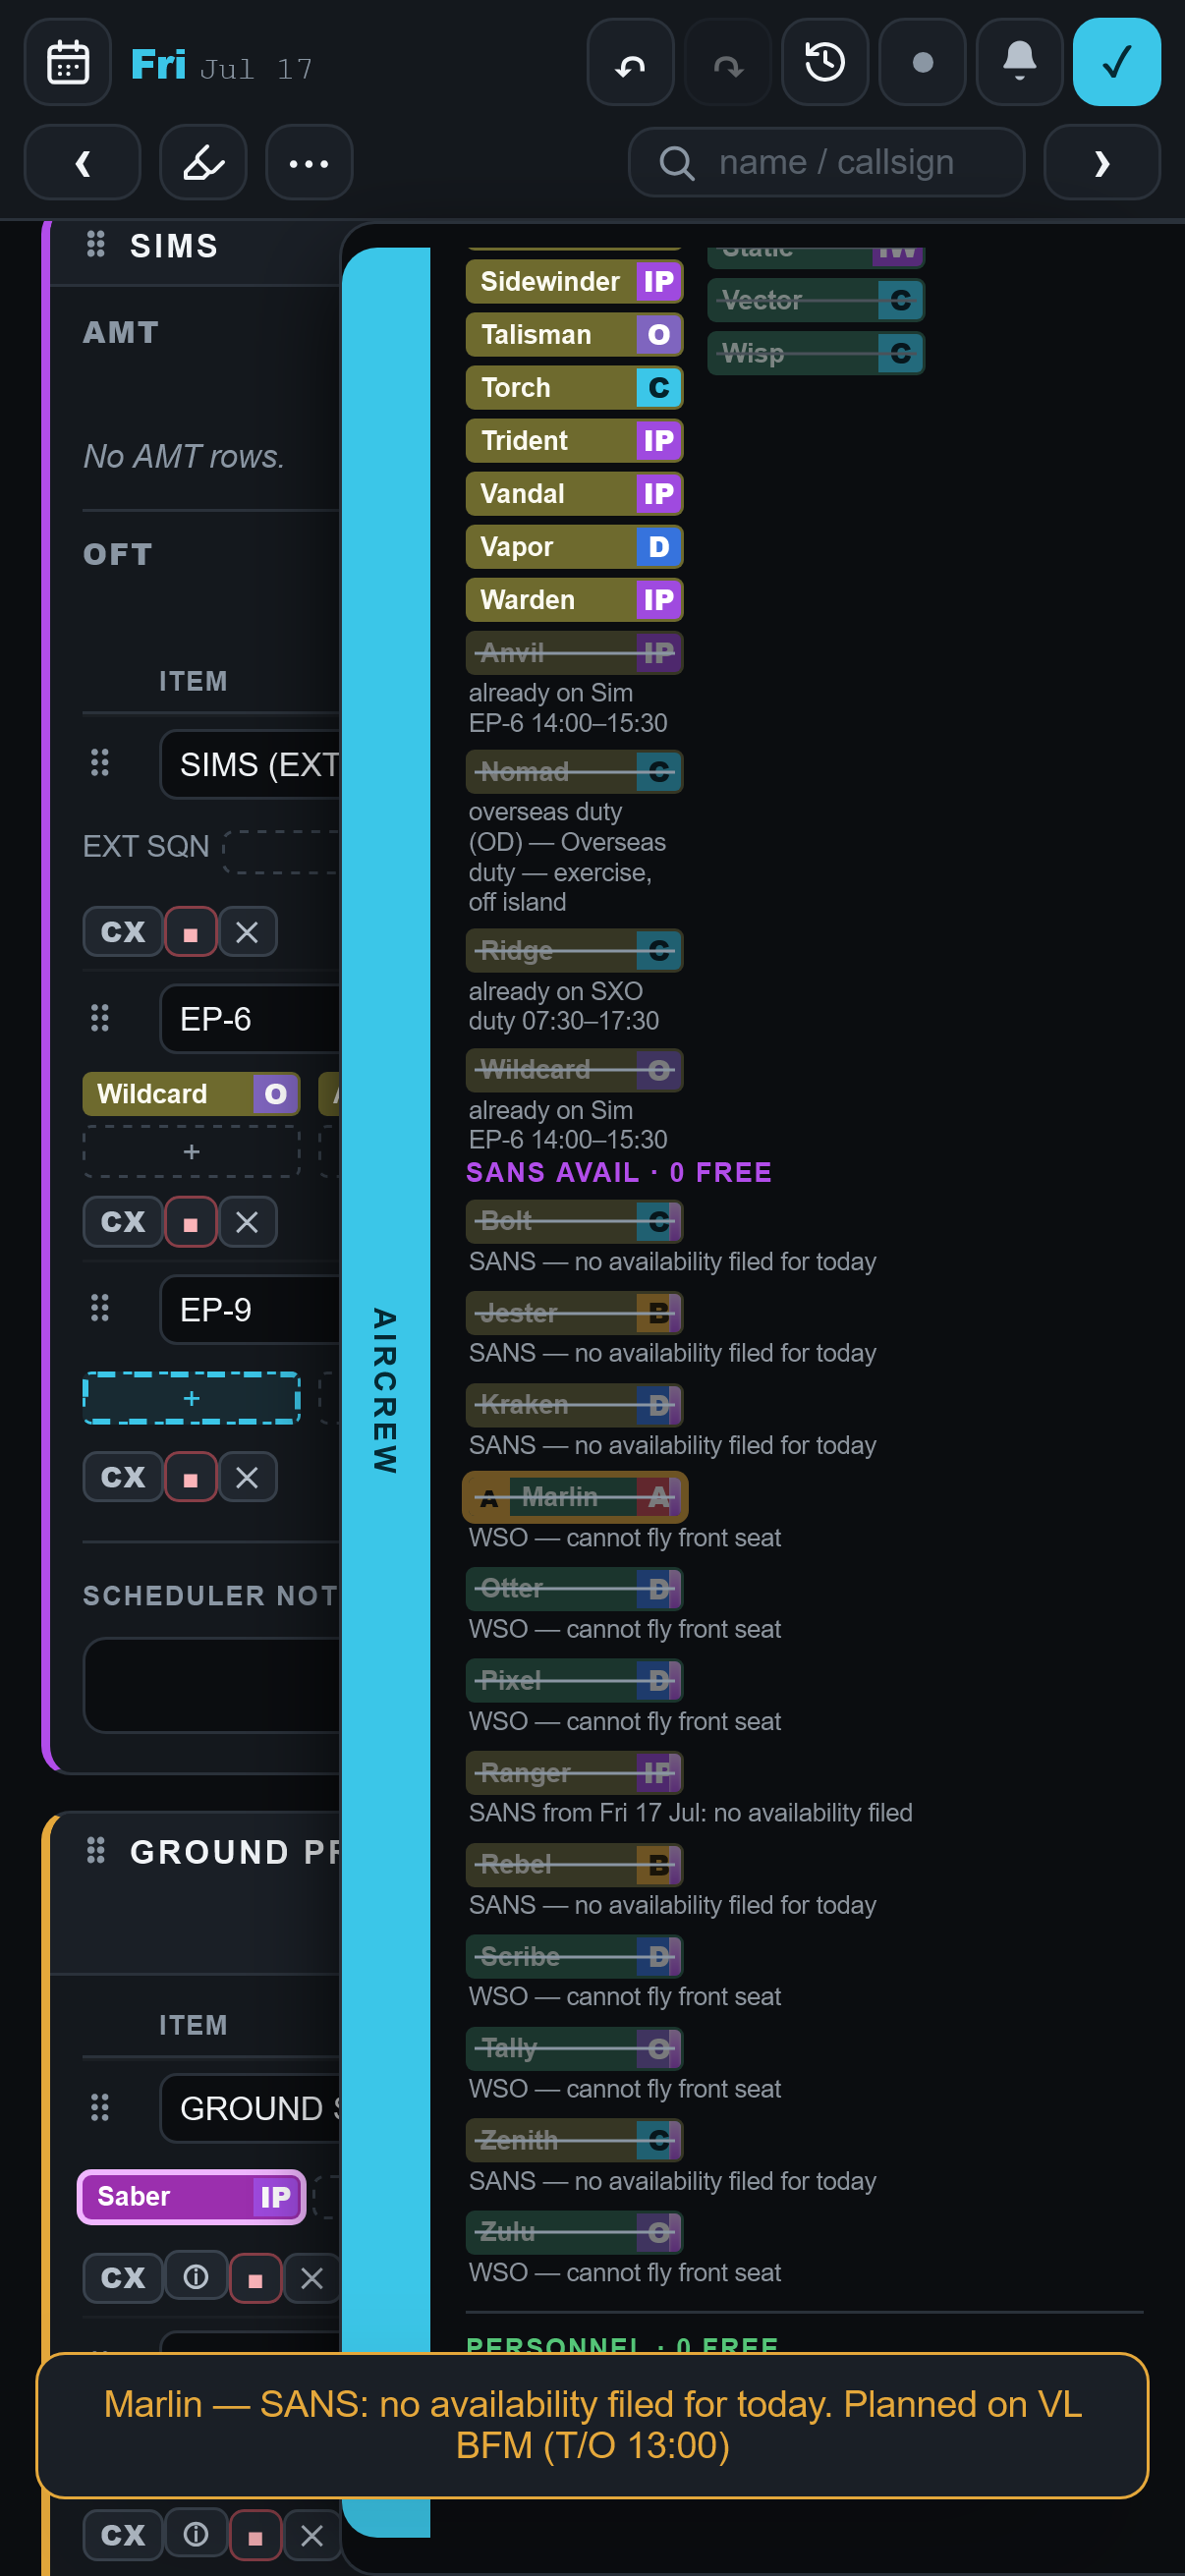 Fri Jul 17
name / callsign
SIMS
AMT
No AMT rows.
OFT
ITEM
SIMS (EXT
EXT SQN
CX
EP-6
Wildcard O
+
CX
EP-9
+
CX
SCHEDULER NOT
GROUND PR
ITEM
GROUND S
Saber IP
CX
CX
AIRCREW
Sidewinder IP
Talisman O
Torch C
Trident IP
Vandal IP
Vapor D
Warden IP
Anvil IP
already on Sim
EP-6 14:00–15:30
Nomad C
overseas duty
(OD) — Overseas
duty — exercise,
off island
Ridge C
already on SXO
duty 07:30–17:30
Wildcard O
already on Sim
EP-6 14:00–15:30
Static IW
Vector C
Wisp C
SANS AVAIL · 0 FREE
Bolt C
SANS — no availability filed for today
Jester B
SANS — no availability filed for today
Kraken D
SANS — no availability filed for today
A Marlin A
WSO — cannot fly front seat
Otter D
WSO — cannot fly front seat
Pixel D
WSO — cannot fly front seat
Ranger IP
SANS from Fri 17 Jul: no availability filed
Rebel B
SANS — no availability filed for today
Scribe D
WSO — cannot fly front seat
Tally O
WSO — cannot fly front seat
Zenith C
SANS — no availability filed for today
Zulu O
WSO — cannot fly front seat
PERSONNEL · 0 FREE
Marlin — SANS: no availability filed for today. Planned on VL
BFM (T/O 13:00)